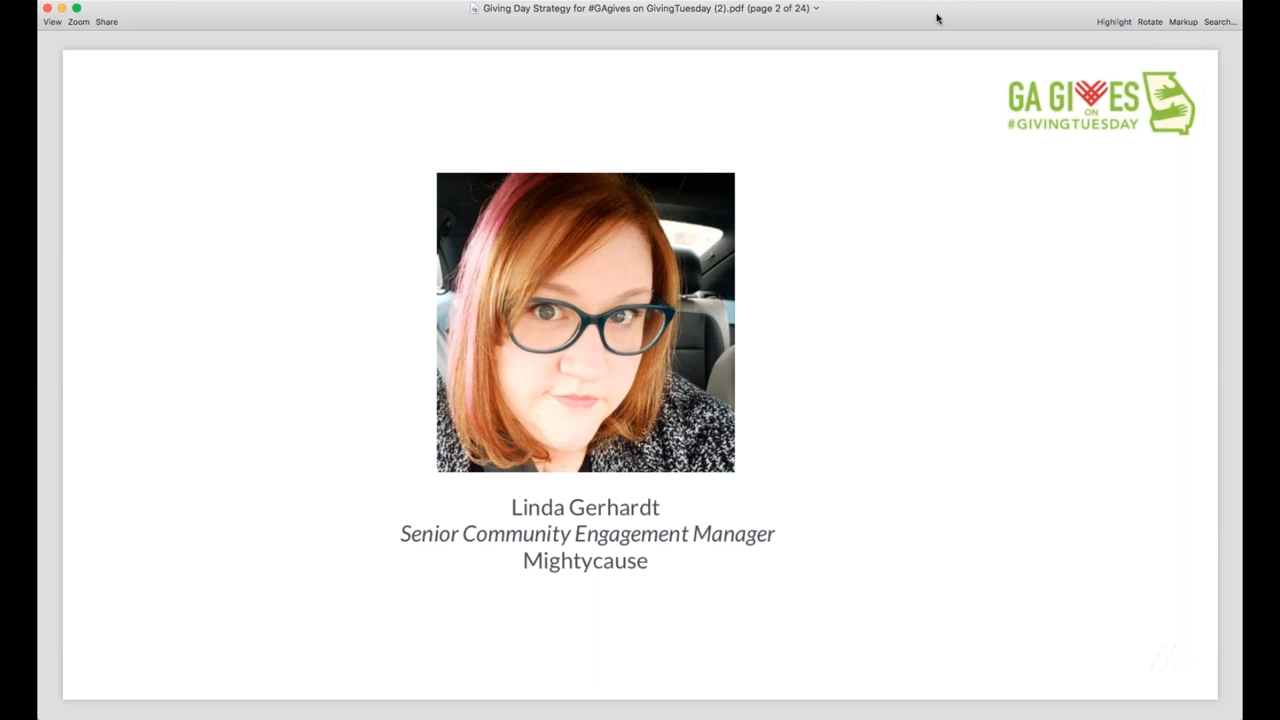 Giving Day Strategy for #GAgives on GivingTuesday (2).pdf (page 2 of 24)
View Zoom Share
Highlight Rotate Markup Search...
GA GIVES
ON
#GIVINGTUESDAY
Linda Gerhardt
Senior Community Engagement Manager
Mightycause